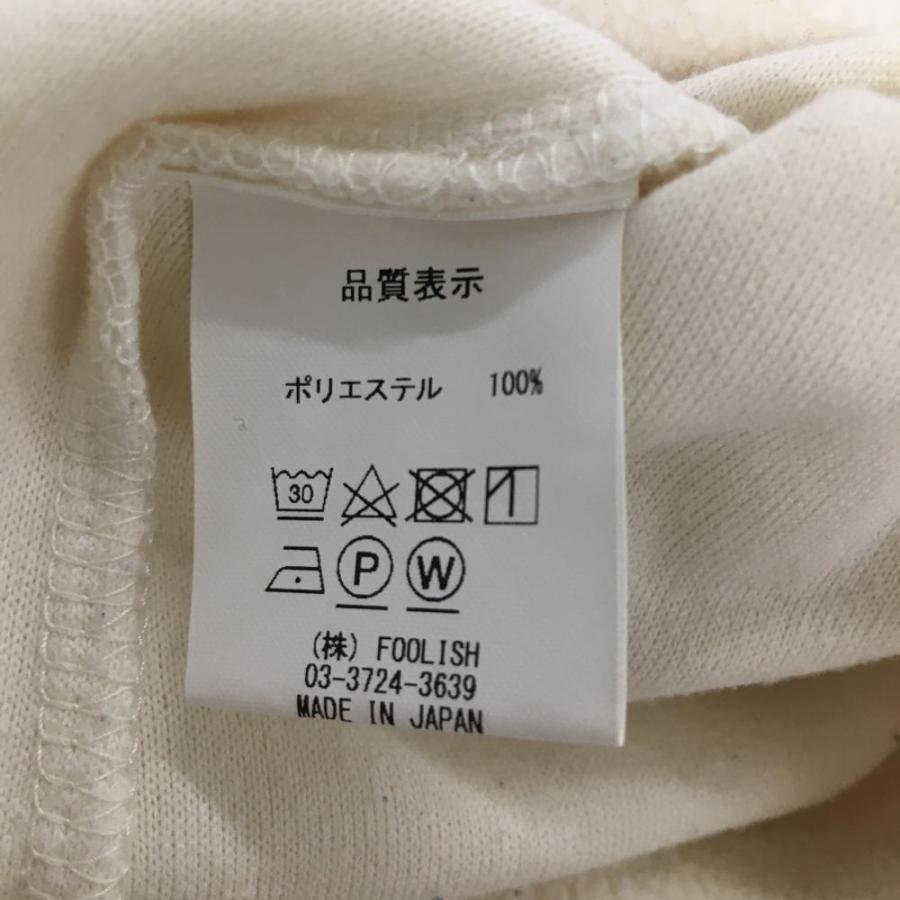 品質表示
ポリエステル 100%
30
P W
(株) FOOLISH
03-3724-3639
MADE IN JAPAN